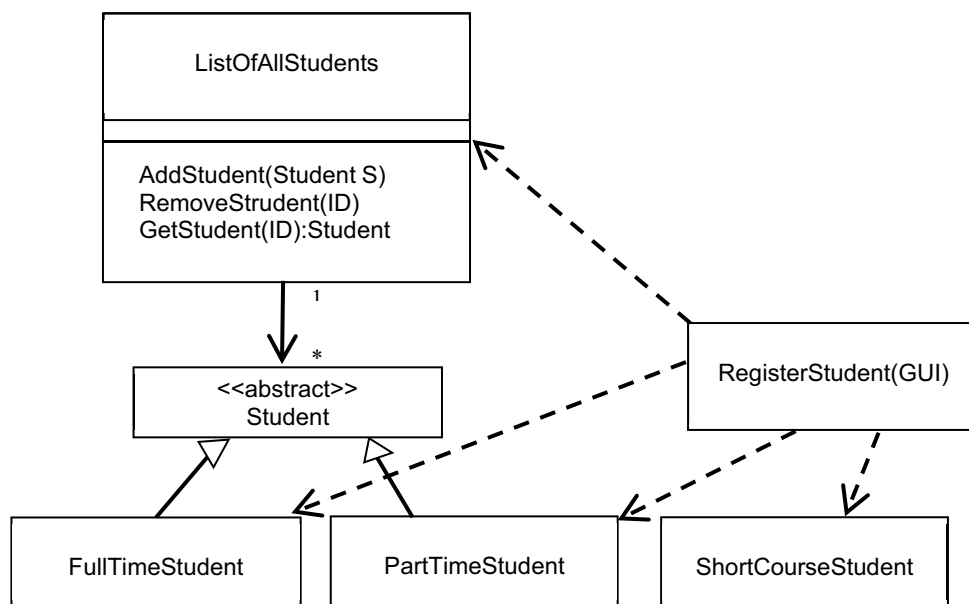 ListOfAllStudents
AddStudent(Student S)
RemoveStrudent(ID)
GetStudent(ID):Student
1
*
<<abstract>>
Student
RegisterStudent(GUI)
FullTimeStudent
PartTimeStudent
ShortCourseStudent